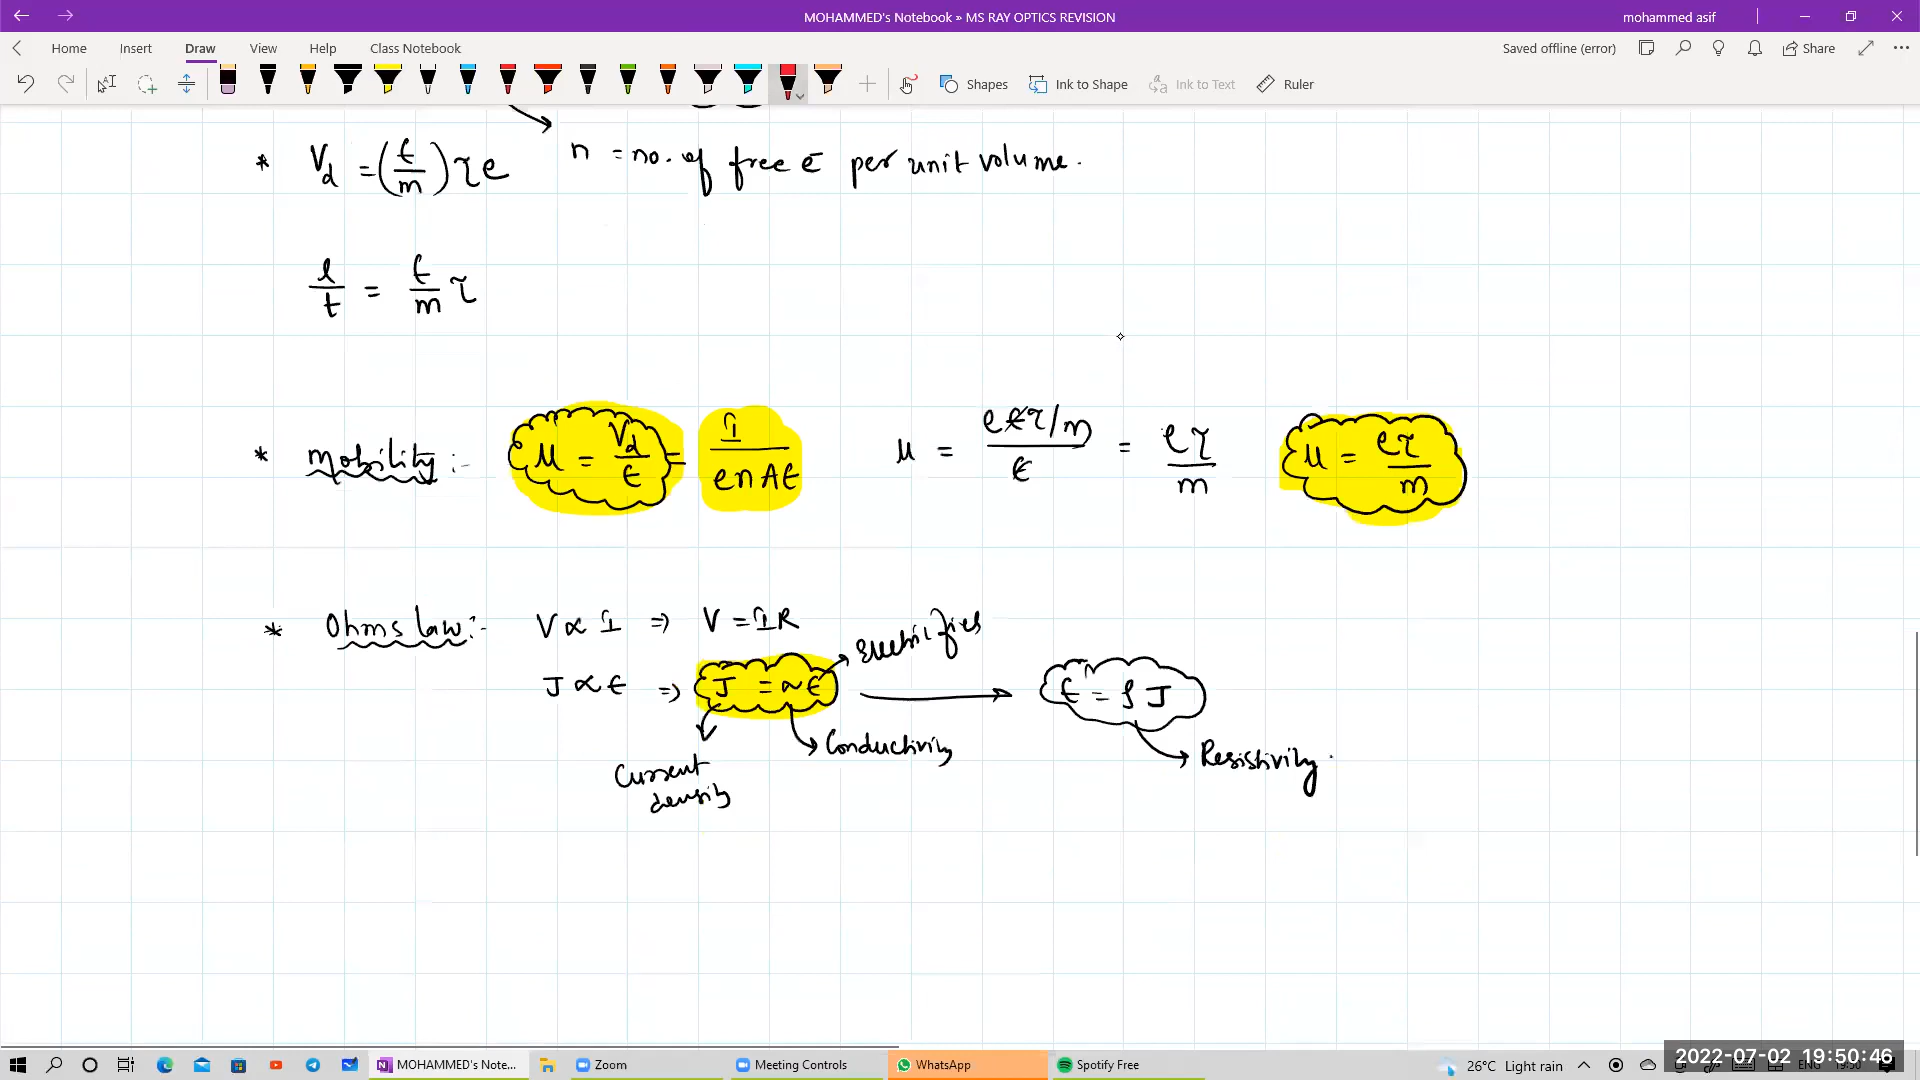 MOHAMMED's Notebook » MS RAY OPTICS REVISION
mohammed asif
Home Insert Draw View Help Class Notebook
Saved offline (error) Share
Shapes Ink to Shape Ink to Text Ruler
* Vd = (E/m) τe n = no. of free e̅ per unit volume.
l/t = E/m τ
* mobility :- μ = Vd/E = I/enAE μ = eEτ/m / E = eτ/m μ = eτ/m
* Ohms law :- V ∝ I ⇒ V = IR
Electric field
J ∝ E ⇒ J = ~E → E = ρJ
Conductivity
Resistivity.
Current
density
MOHAMMED's Note... Zoom Meeting Controls WhatsApp Spotify Free
26°C Light rain
2022-07-02 19:50:46